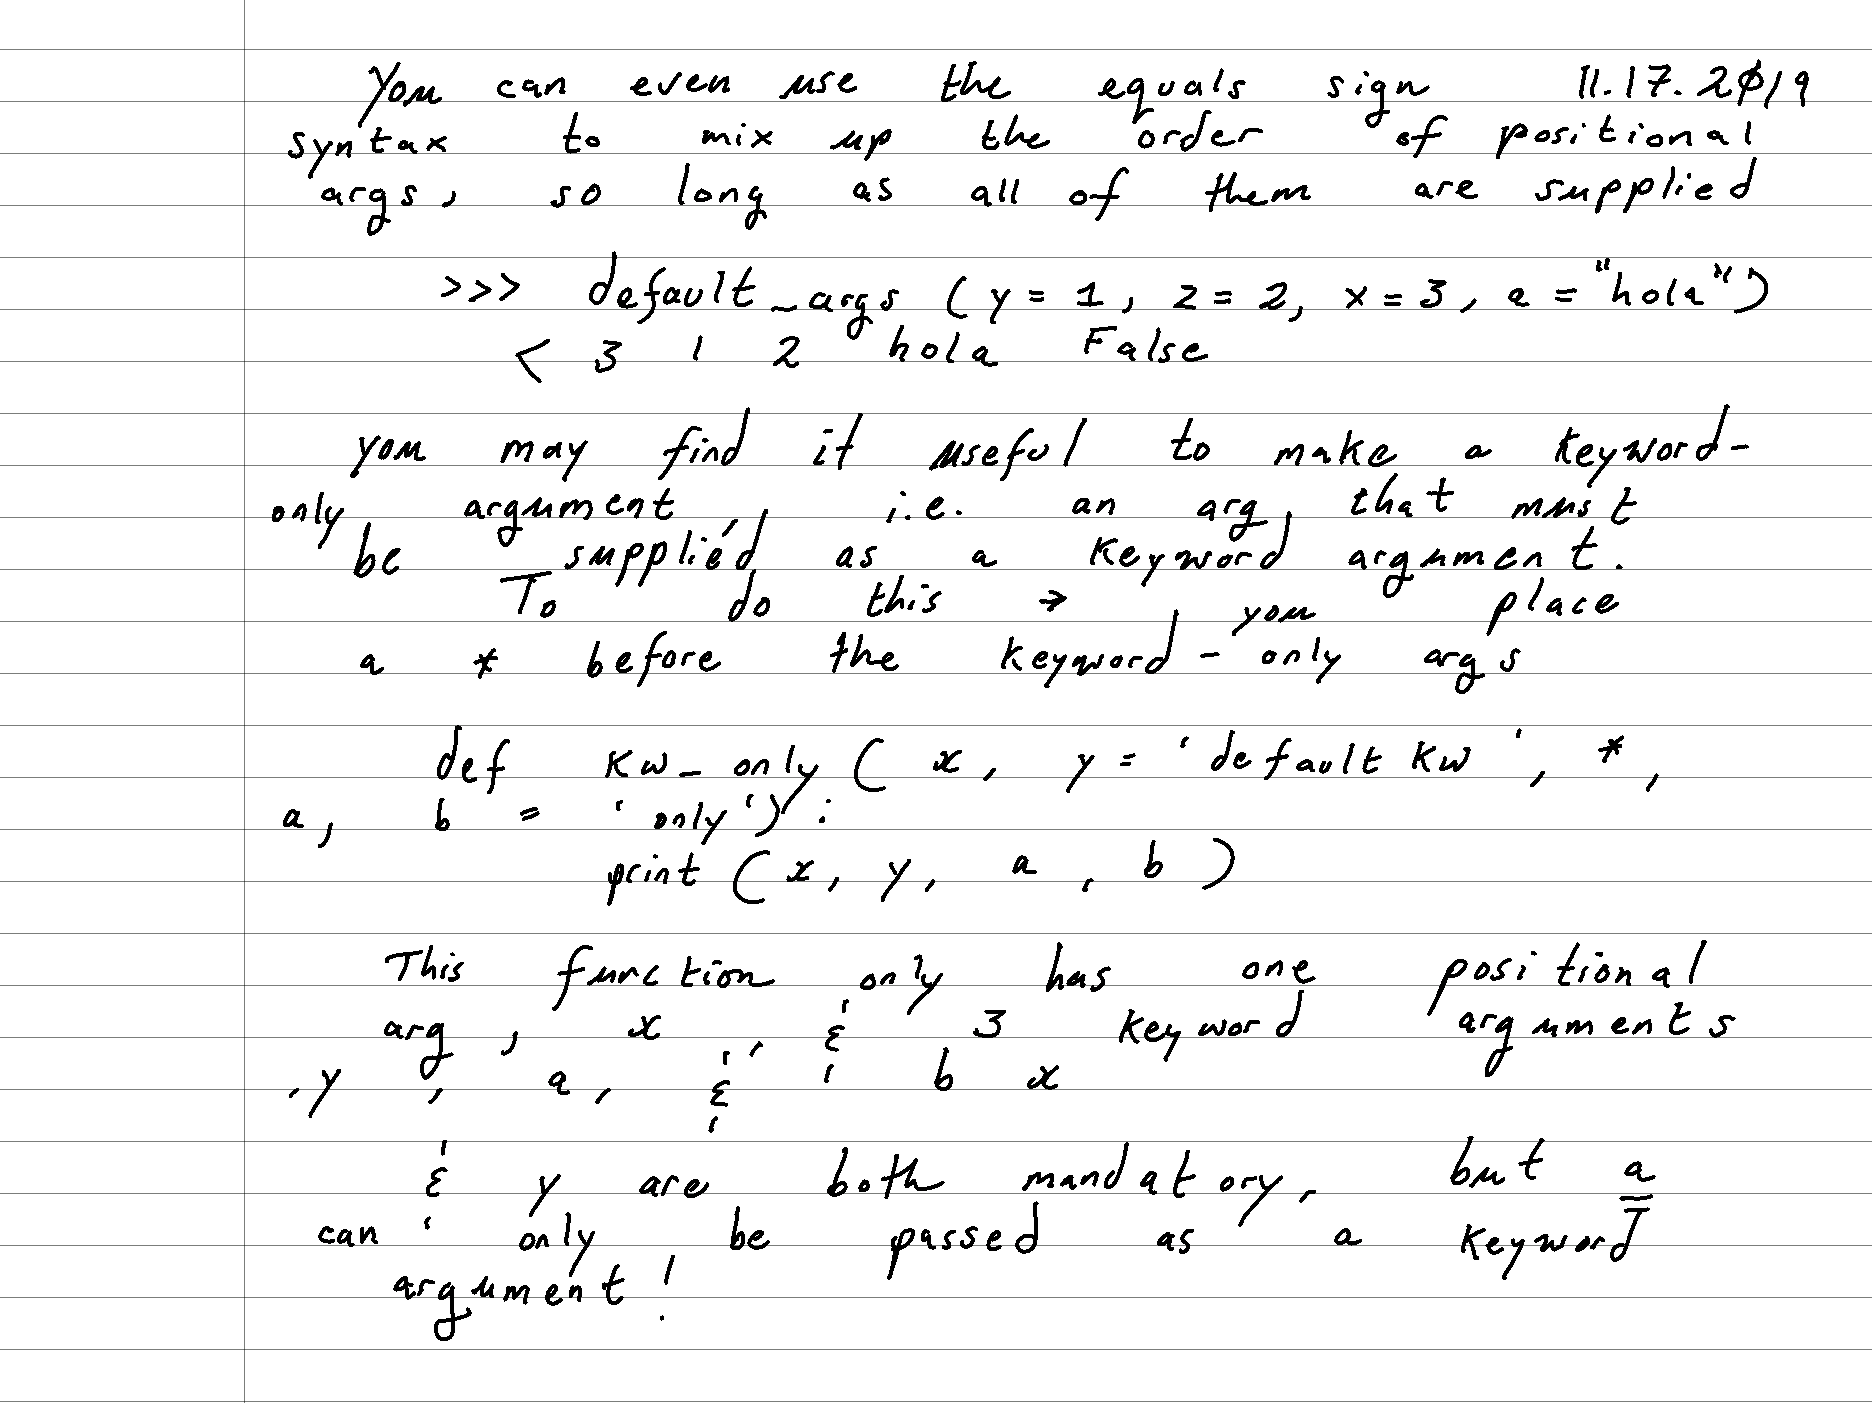 You can even use the equals sign 11.17.2019
syntax to mix up the order of positional
args, so long as all of them are supplied
>>> default_args (y=1, z=2, x=3, a="hola")
< 3 1 2 hola False
you may find it useful to make a keyword-
only argument, i.e. an arg, that must
be supplied as a keyword argument.
To do this → you place
a * before the keyword-only args
def kw_only(x, y='default kw', *,
a, b = 'only'):
print(x, y, a, b)
This function only has one positional
arg, x, & 3 keyword arguments
, y, a, & b x
& y are both mandatory, but a
can only be passed as a keyword
argument!